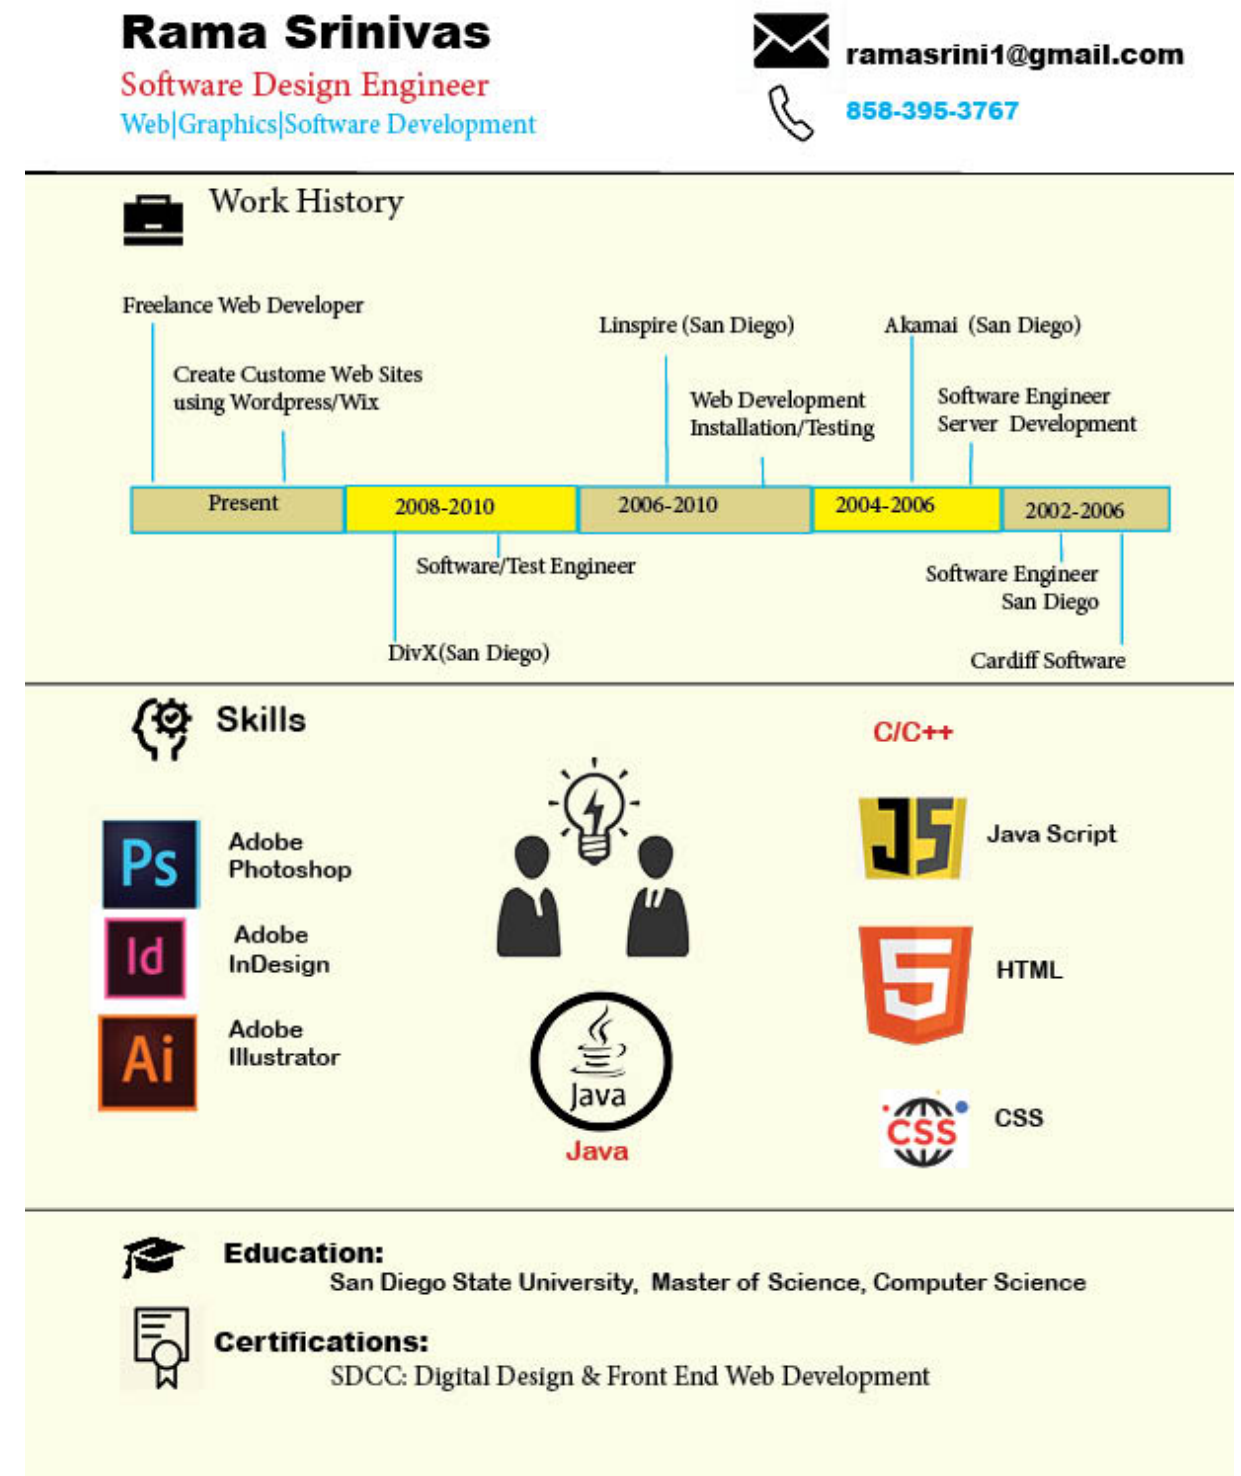 Rama Srinivas
Software Design Engineer
Web|Graphics|Software Development
ramasrini1@gmail.com
858-395-3767
Work History
Freelance Web Developer
Create Custome Web Sites
using Wordpress/Wix
Linspire (San Diego)
Web Development
Installation/Testing
Akamai (San Diego)
Software Engineer
Server Development
Present
2008-2010
2006-2010
2004-2006
2002-2006
Software/Test Engineer
DivX(San Diego)
Software Engineer
San Diego
Cardiff Software
Skills
Ps
Adobe
Photoshop
Id
Adobe
InDesign
Ai
Adobe
Illustrator
Java
Java
C/C++
JS
Java Script
5
HTML
CSS
CSS
Education:
San Diego State University, Master of Science, Computer Science
Certifications:
SDCC: Digital Design & Front End Web Development